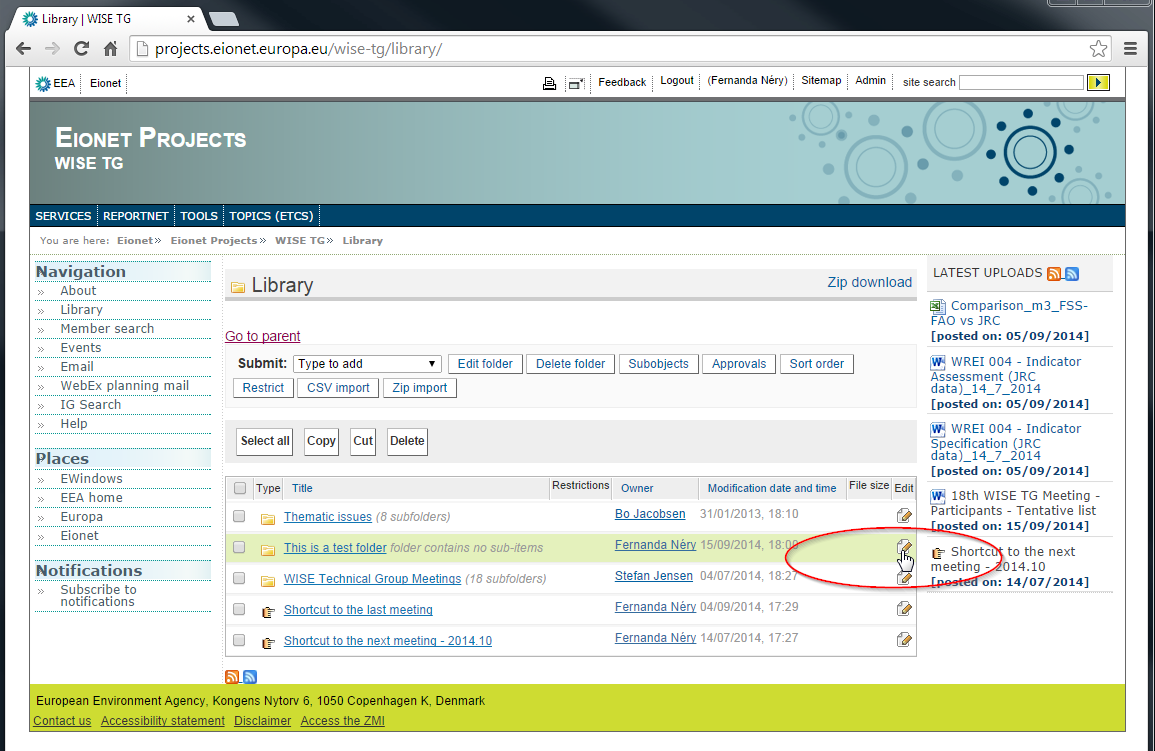 Library | WISE TG
projects.eionet.europa.eu/wise-tg/library/
EEA Eionet Feedback Logout (Fernanda Néry) Sitemap Admin site search
EIONET PROJECTS
WISE TG
SERVICES REPORTNET TOOLS TOPICS (ETCS)
You are here: Eionet» Eionet Projects» WISE TG» Library
Navigation
» About
» Library
» Member search
» Events
» Email
» WebEx planning mail
» IG Search
» Help
Places
» EWindows
» EEA home
» Europa
» Eionet
Notifications
» Subscribe to
notifications
Library Zip download
Go to parent
Submit: Type to add Edit folder Delete folder Subobjects Approvals Sort order
Restrict CSV import Zip import
Select all Copy Cut Delete
Type Title Restrictions Owner Modification date and time File size Edit
Thematic issues (8 subfolders) Bo Jacobsen 31/01/2013, 18:10
This is a test folder folder contains no sub-items Fernanda Néry 15/09/2014, 18:00
WISE Technical Group Meetings (18 subfolders) Stefan Jensen 04/07/2014, 18:27
Shortcut to the last meeting Fernanda Néry 04/09/2014, 17:29
Shortcut to the next meeting - 2014.10 Fernanda Néry 14/07/2014, 17:27
LATEST UPLOADS
Comparison_m3_FSS-
FAO vs JRC
[posted on: 05/09/2014]
WREI 004 - Indicator
Assessment (JRC
data)_14_7_2014
[posted on: 05/09/2014]
WREI 004 - Indicator
Specification (JRC
data)_14_7_2014
[posted on: 05/09/2014]
18th WISE TG Meeting -
Participants - Tentative list
[posted on: 15/09/2014]
Shortcut to the next
meeting - 2014.10
[posted on: 14/07/2014]
European Environment Agency, Kongens Nytorv 6, 1050 Copenhagen K, Denmark
Contact us Accessibility statement Disclaimer Access the ZMI